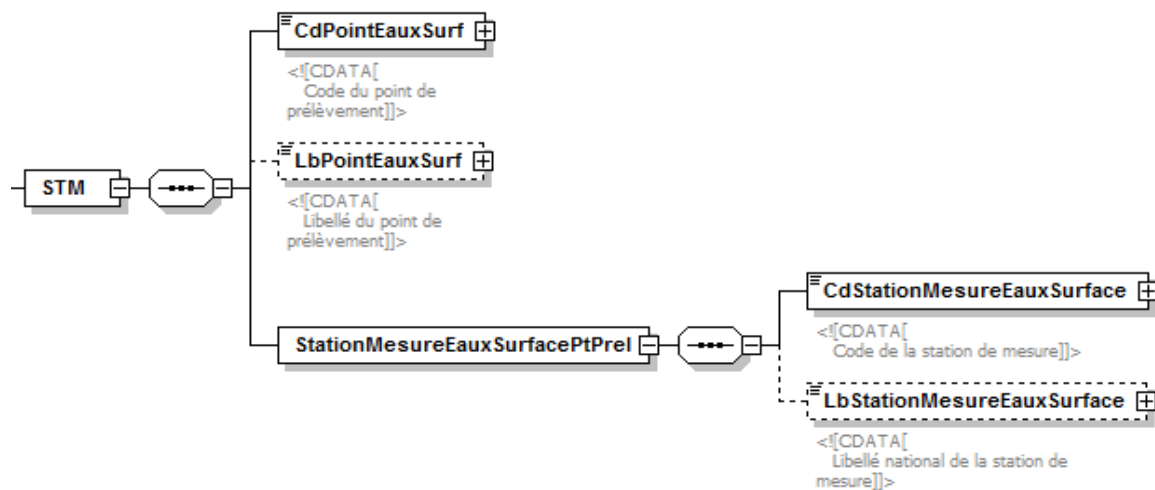 CdPointEauxSurf
<![CDATA[
Code du point de
prélèvement]]>
LbPointEauxSurf
<![CDATA[
Libellé du point de
prélèvement]]>
STM
StationMesureEauxSurfacePtPrel
CdStationMesureEauxSurface
<![CDATA[
Code de la station de mesure]]>
LbStationMesureEauxSurface
<![CDATA[
Libellé national de la station de
mesure]]>